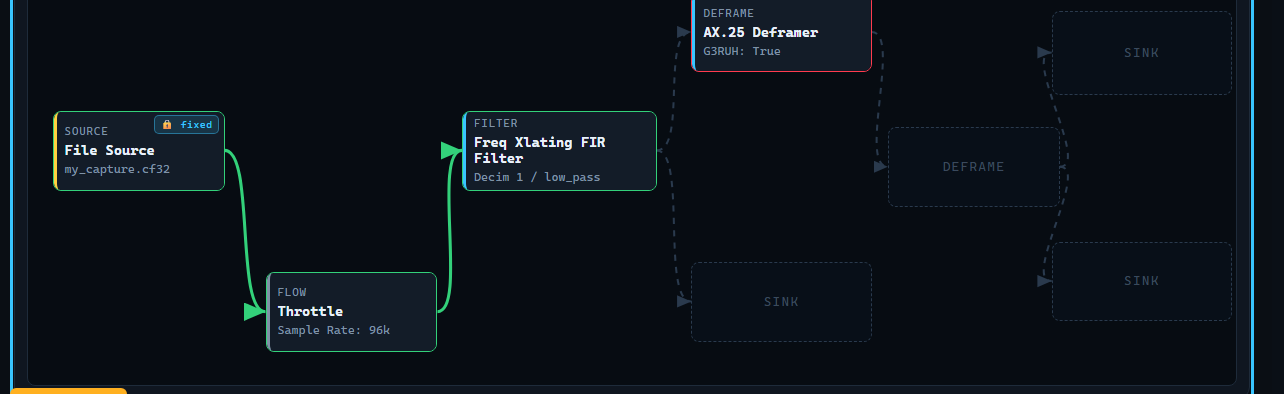 DEFRAME
AX.25 Deframer
G3RUH: True
SINK
SOURCE
fixed
File Source
my_capture.cf32
FILTER
Freq Xlating FIR
Filter
Decim 1 / low_pass
DEFRAME
FLOW
Throttle
Sample Rate: 96k
SINK
SINK